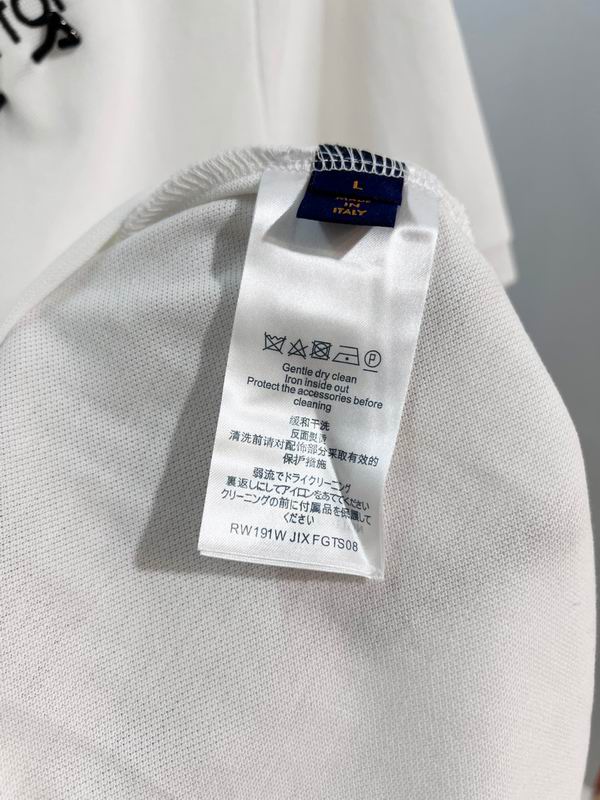 L
MADE
IN
ITALY
P
Gentle dry clean
Iron inside out
Protect the accessories before
cleaning
缓和干洗
反面熨烫
清洗前请对配饰部分采取有效的
保护措施
弱流でドライクリーニング
裏返しにしてアイロンをあててください
クリーニングの前に付属品を保護して
ください
RW191W JIX FGTS08